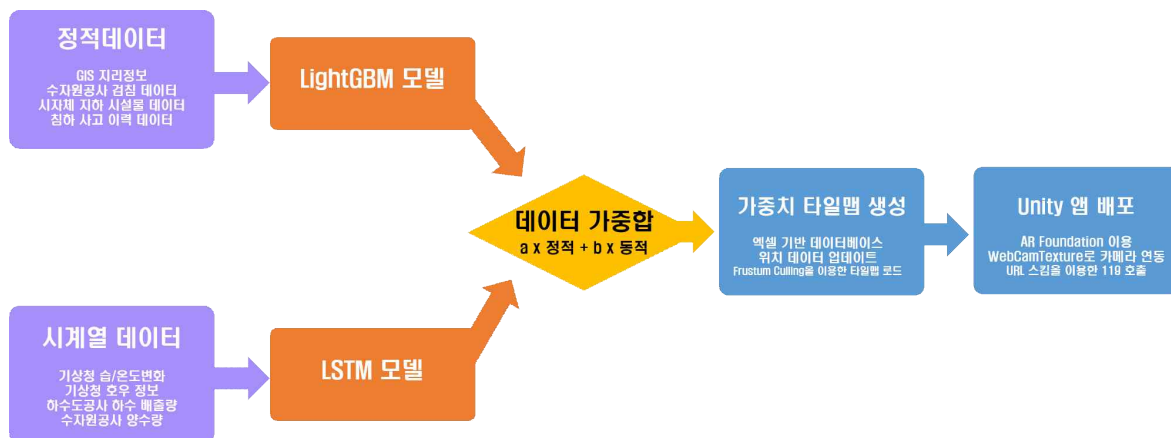 정적데이터
GIS 지리정보
수자원공사 검침 데이터
시자체 지하 시설물 데이터
침하 사고 이력 데이터
LightGBM 모델
시계열 데이터
기상청 습/온도변화
기상청 호우 정보
하수도공사 하수 배출량
수자원공사 양수량
LSTM 모델
데이터 가중합
a x 정적 + b x 동적
가중치 타일맵 생성
엑셀 기반 데이터베이스
위치 데이터 업데이트
Frustum Culling을 이용한 타일맵 로드
Unity 앱 배포
AR Foundation 이용
WebCamTexture로 카메라 연동
URL 스킴을 이용한 119 호출